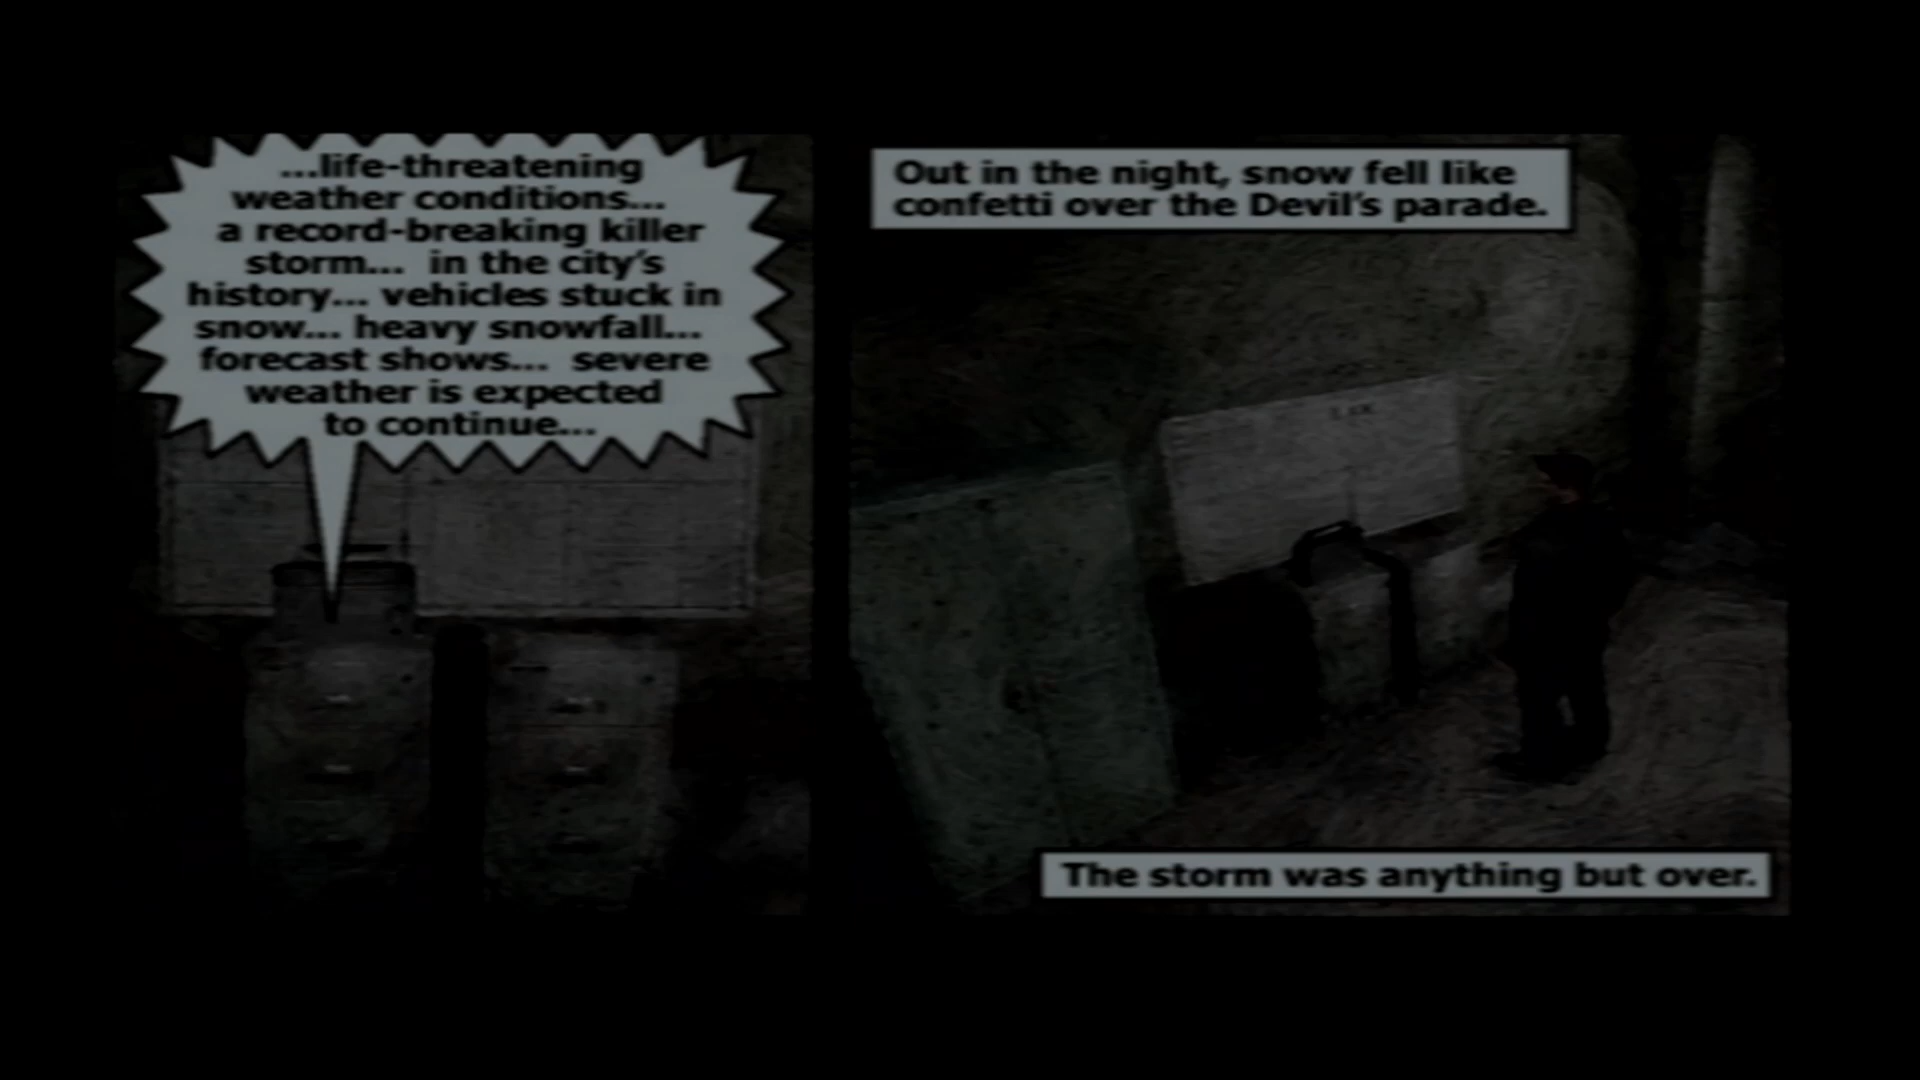 ...life-threatening
weather conditions...
a record-breaking killer
storm... in the city's
history... vehicles stuck in
snow... heavy snowfall...
forecast shows... severe
weather is expected
to continue...
Out in the night, snow fell like
confetti over the Devil's parade.
The storm was anything but over.